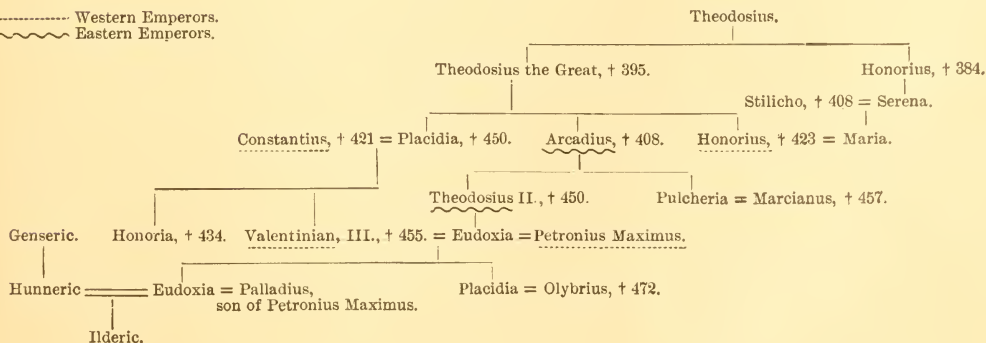 Western Emperors.
Eastern Emperors.
Theodosius.
Theodosius the Great, † 395. Honorius, † 384.
Stilicho, † 408 = Serena.
Constantius, † 421 = Placidia, † 450. Arcadius, † 408. Honorius, † 423 = Maria.
Theodosius II., † 450. Pulcheria = Marcianus, † 457.
Genseric. Honoria, † 434. Valentinian, III., † 455. = Eudoxia = Petronius Maximus.
Hunneric Eudoxia = Palladius, Placidia = Olybrius, † 472.
son of Petronius Maximus.
Ilderic.